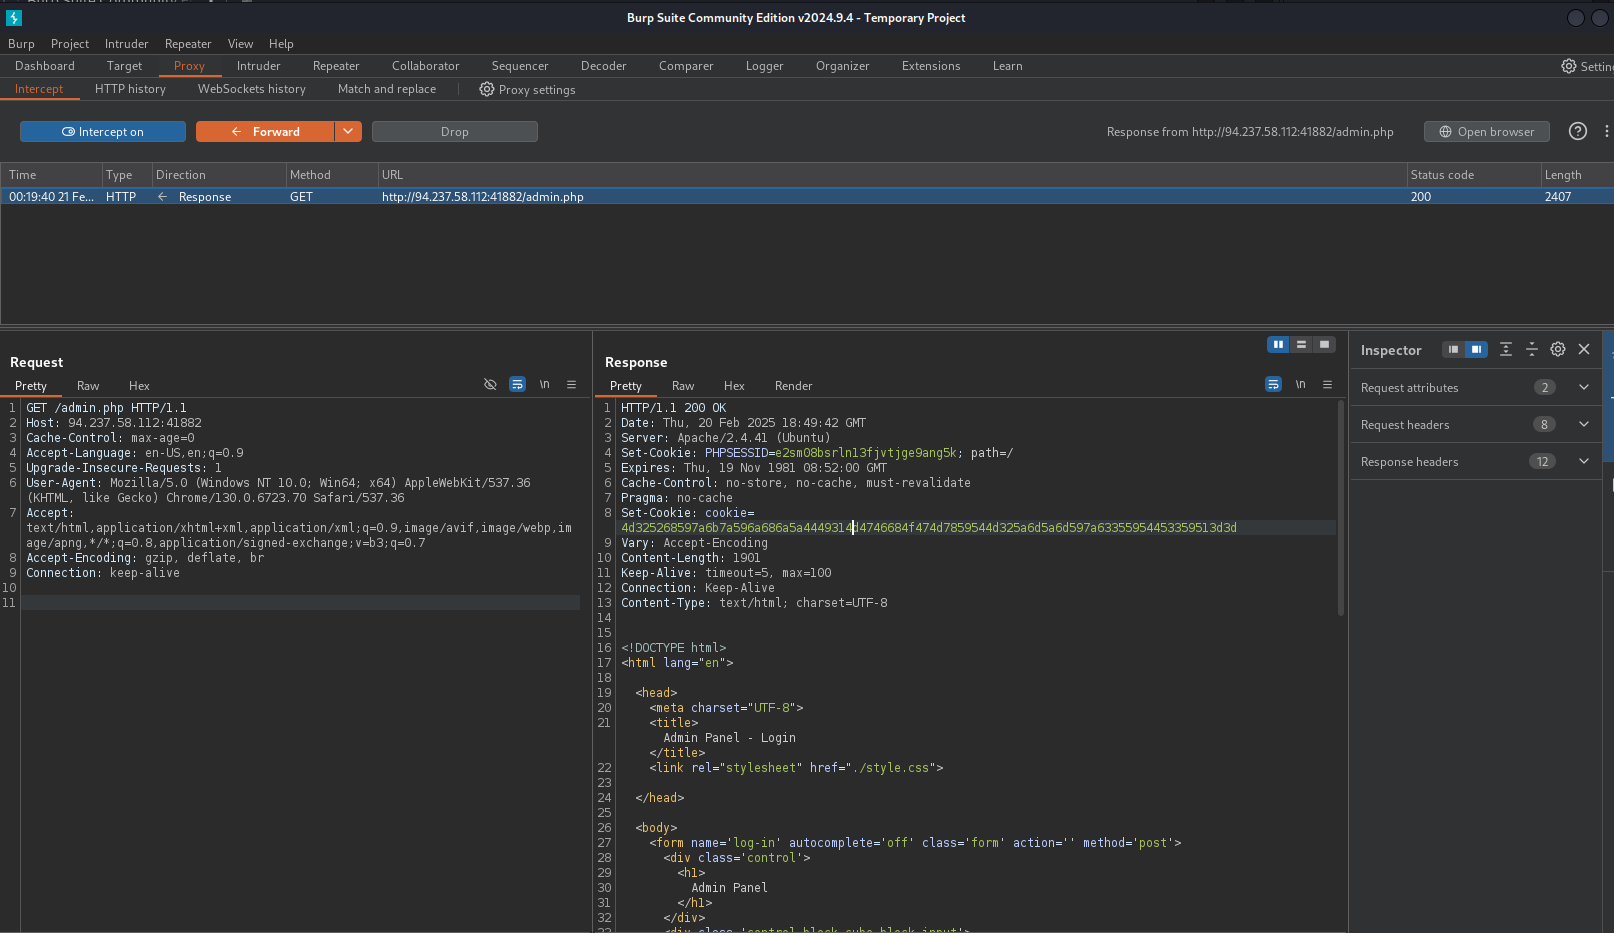 Burp Suite Community Edition v2024.9.4 - Temporary Project
Burp Project Intruder Repeater View Help
Dashboard Target Proxy Intruder Repeater Collaborator Sequencer Decoder Comparer Logger Organizer Extensions Learn
Intercept HTTP history WebSockets history Match and replace Proxy settings
Intercept on Forward Drop Response from http://94.237.58.112:41882/admin.php Open browser
Time Type Direction Method URL Status code Length
00:19:40 21 Fe... HTTP Response GET http://94.237.58.112:41882/admin.php 200 2407
Request
Pretty Raw Hex
\n
1 GET /admin.php HTTP/1.1
2 Host: 94.237.58.112:41882
3 Cache-Control: max-age=0
4 Accept-Language: en-US,en;q=0.9
5 Upgrade-Insecure-Requests: 1
6 User-Agent: Mozilla/5.0 (Windows NT 10.0; Win64; x64) AppleWebKit/537.36
(KHTML, like Gecko) Chrome/130.0.6723.70 Safari/537.36
7 Accept:
text/html,application/xhtml+xml,application/xml;q=0.9,image/avif,image/webp,im
age/apng,*/*;q=0.8,application/signed-exchange;v=b3;q=0.7
8 Accept-Encoding: gzip, deflate, br
9 Connection: keep-alive
10
11
Response
Pretty Raw Hex Render
\n
1 HTTP/1.1 200 OK
2 Date: Thu, 20 Feb 2025 18:49:42 GMT
3 Server: Apache/2.4.41 (Ubuntu)
4 Set-Cookie: PHPSESSID=e2sm08bsrln13fjvtjge9ang5k; path=/
5 Expires: Thu, 19 Nov 1981 08:52:00 GMT
6 Cache-Control: no-store, no-cache, must-revalidate
7 Pragma: no-cache
8 Set-Cookie: cookie=
4d325268597a6b7a596a686a5a4449314d4746684f474d7859544d325a6d5a6d597a63355954453359513d3d
9 Vary: Accept-Encoding
10 Content-Length: 1901
11 Keep-Alive: timeout=5, max=100
12 Connection: Keep-Alive
13 Content-Type: text/html; charset=UTF-8
14
15
16 <!DOCTYPE html>
17 <html lang="en">
18
19 <head>
20 <meta charset="UTF-8">
21 <title>
Admin Panel - Login
</title>
22 <link rel="stylesheet" href="./style.css">
23
24 </head>
25
26 <body>
27 <form name='log-in' autocomplete='off' class='form' action='' method='post'>
28 <div class='control'>
29 <h1>
30 Admin Panel
31 </h1>
32 </div>
Inspector
Request attributes 2
Request headers 8
Response headers 12